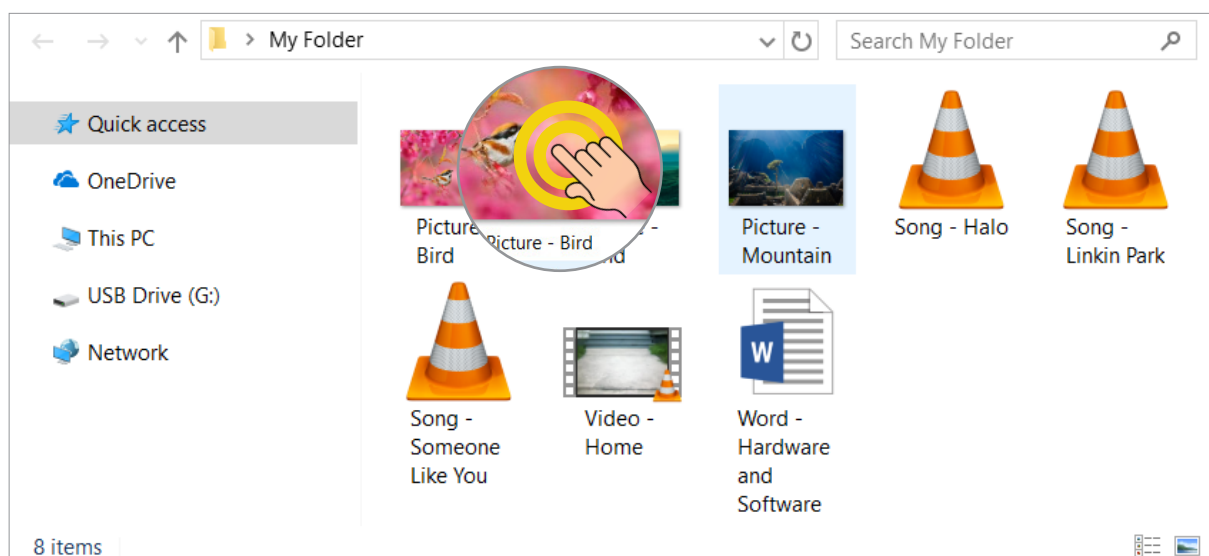 My Folder
Search My Folder
Quick access
OneDrive
This PC
USB Drive (G:)
Network
Picture
Bird
Picture - Bird
-
Picture -
Mountain
Song - Halo
Song -
Linkin Park
Song -
Someone
Like You
Video -
Home
W
Word -
Hardware
and
Software
8 items